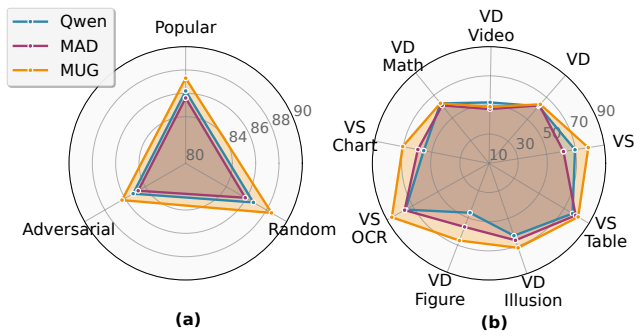 Qwen
MAD
MUG
Popular
90
88
86
84
80
Adversarial
Random
(a)
VD
Video
VD
Math
VD
90
70
50
30
10
VS
Chart
VS
VS
OCR
VS
Table
VD
Figure
VD
Illusion
(b)